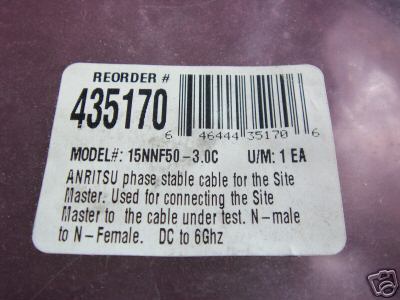 REORDER #
435170
6 46444 35170 6
MODEL#: 15NNF50-3.0C U/M: 1 EA
ANRITSU phase stable cable for the Site
Master. Used for connecting the Site
Master to the cable under test. N-male
to N-Female. DC to 6Ghz